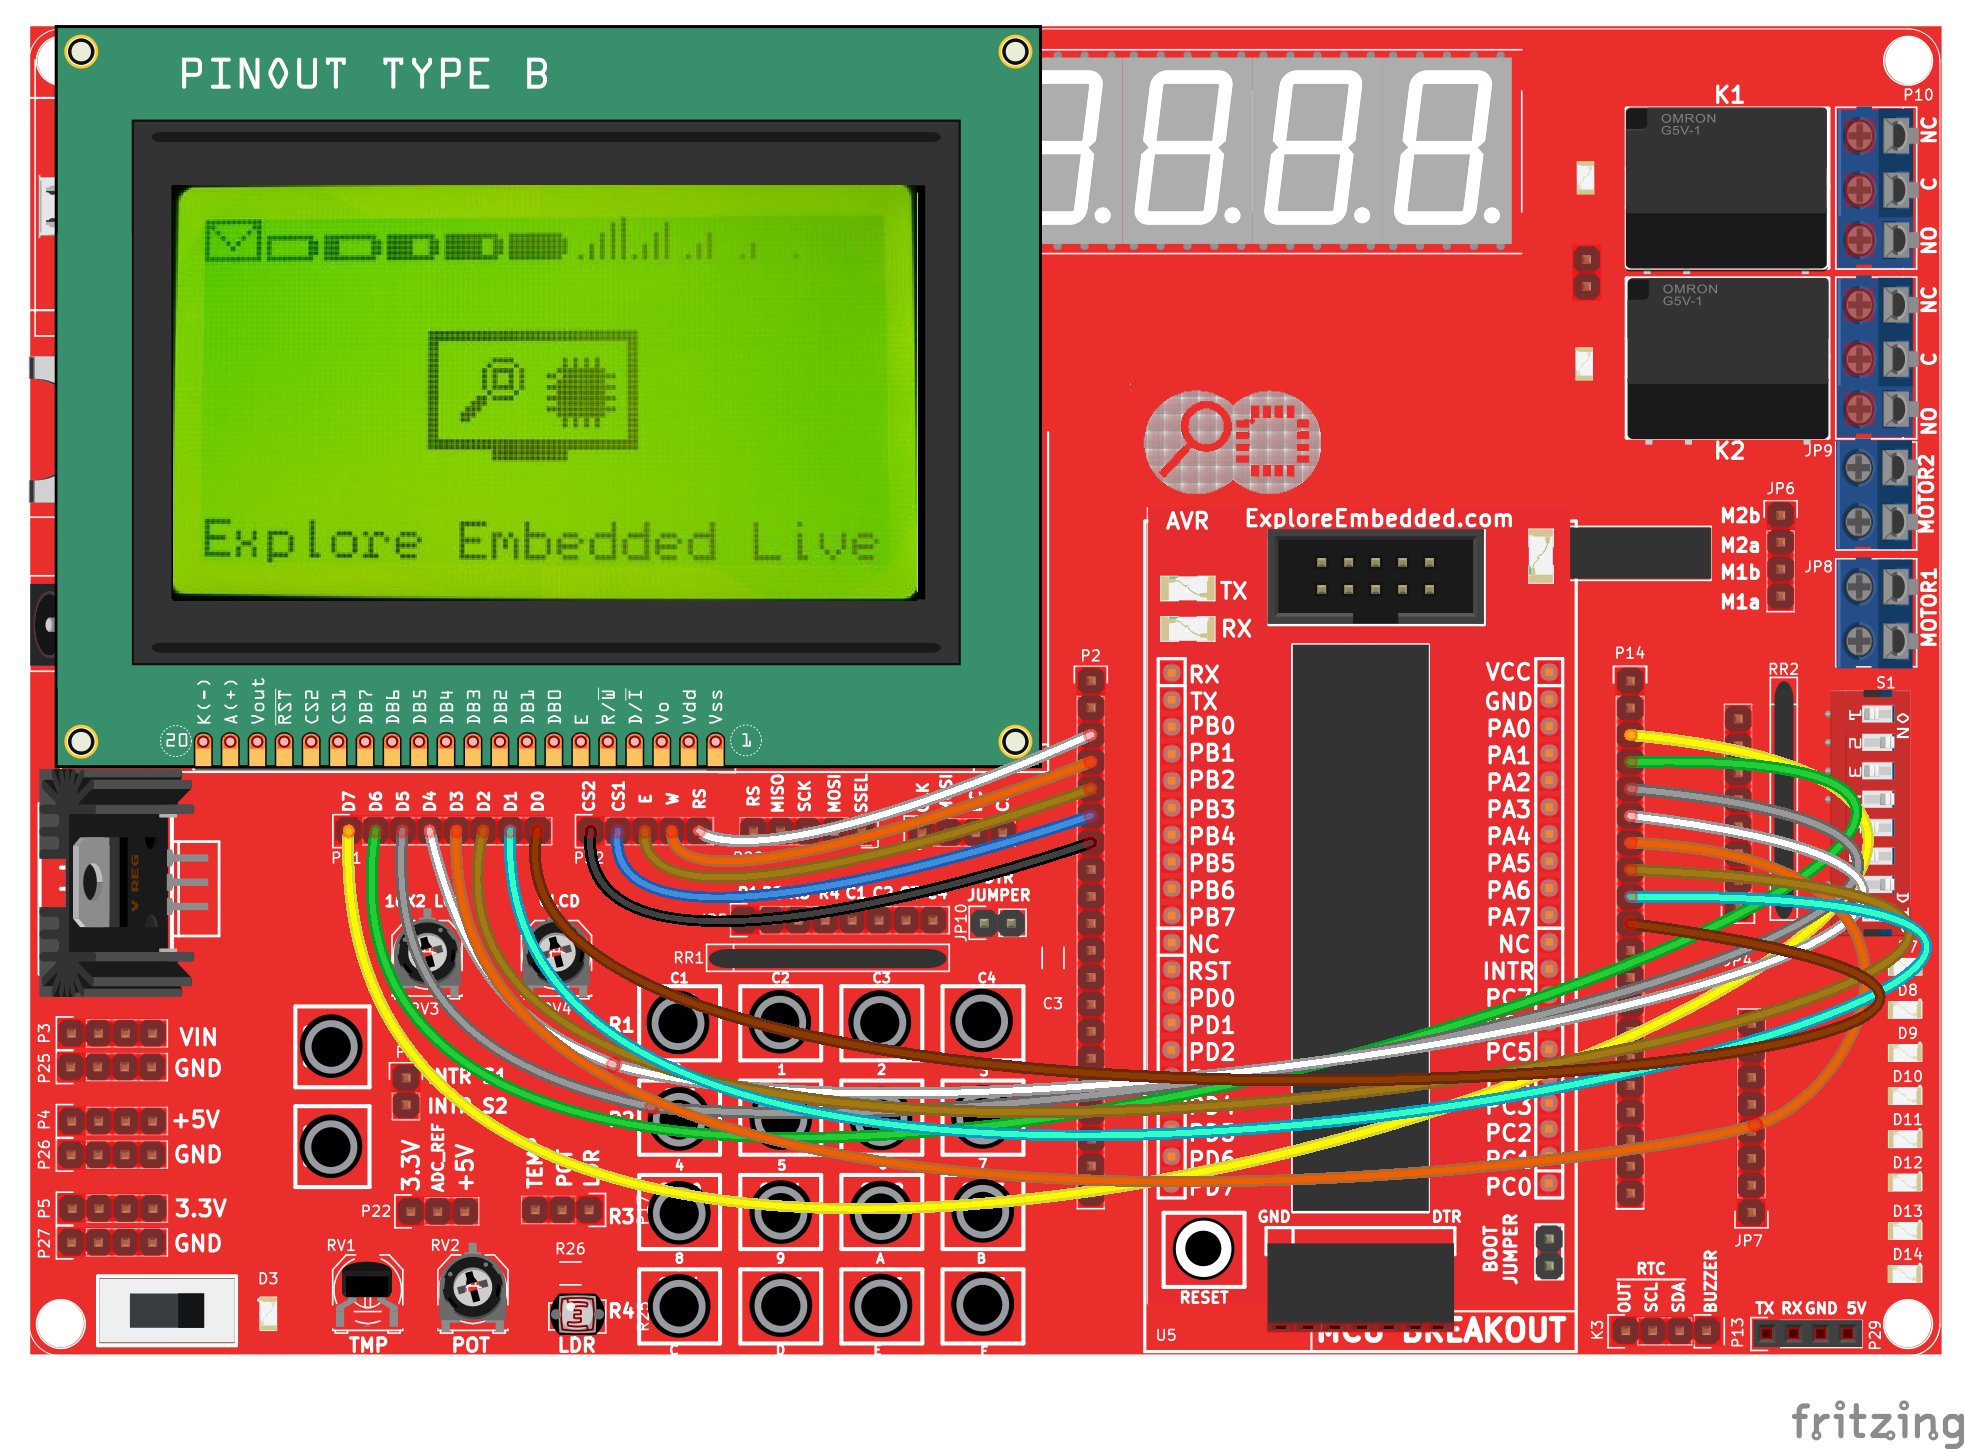 PINOUT TYPE B
Explore Embedded Live
K(-) A(+) Vout RST CS2 CS1 DB7 DB6 DB5 DB4 DB3 DB2 DB1 DB0 E R/W D/I Vo Vdd Vss
20
1
D7 D6 D5 D4 D3 D2 D1 D0
CS2 CS1 E W RS
RS MISO SCK MOSI SSEL
JUMPER
JP10
RR1
C1 C2 C3 C4
R1
C3
1 2 3
4 5 7
R3
8 9 A B
R4
P3 VIN
P25 GND
P4 +5V
P26 GND
P5 3.3V
P27 GND
INTR S1
INTR S2
3.3V ADC_REF +5V
P22
V REG
D3
RV1
TMP
RV2
POT
R26
LDR
K1
OMRON
G5V-1
P10
NC
C
NO
OMRON
G5V-1
K2
NC
C
NO
JP9
MOTOR2
JP6
M2b
M2a
M1b
M1a
JP8
MOTOR1
AVR
ExploreEmbedded.com
TX
RX
P2
RX
TX
PB0
PB1
PB2
PB3
PB4
PB5
PB6
PB7
NC
RST
PD0
PD1
PD2
PD6
PD7
VCC
GND
PA0
PA1
PA2
PA3
PA4
PA5
PA6
PA7
NC
INTR
PC7
PC5
PC3
PC2
PC1
PC0
P14
RR2
S1
ON
1
2
3
D8
D9
D10
D11
D12
D13
D14
JP7
GND
DTR
RESET
BOOT
JUMPER
U5
MCU BREAKOUT
RTC
OUT SCL SDA BUZZER
K3
P13
TX RX GND 5V
P29
fritzing